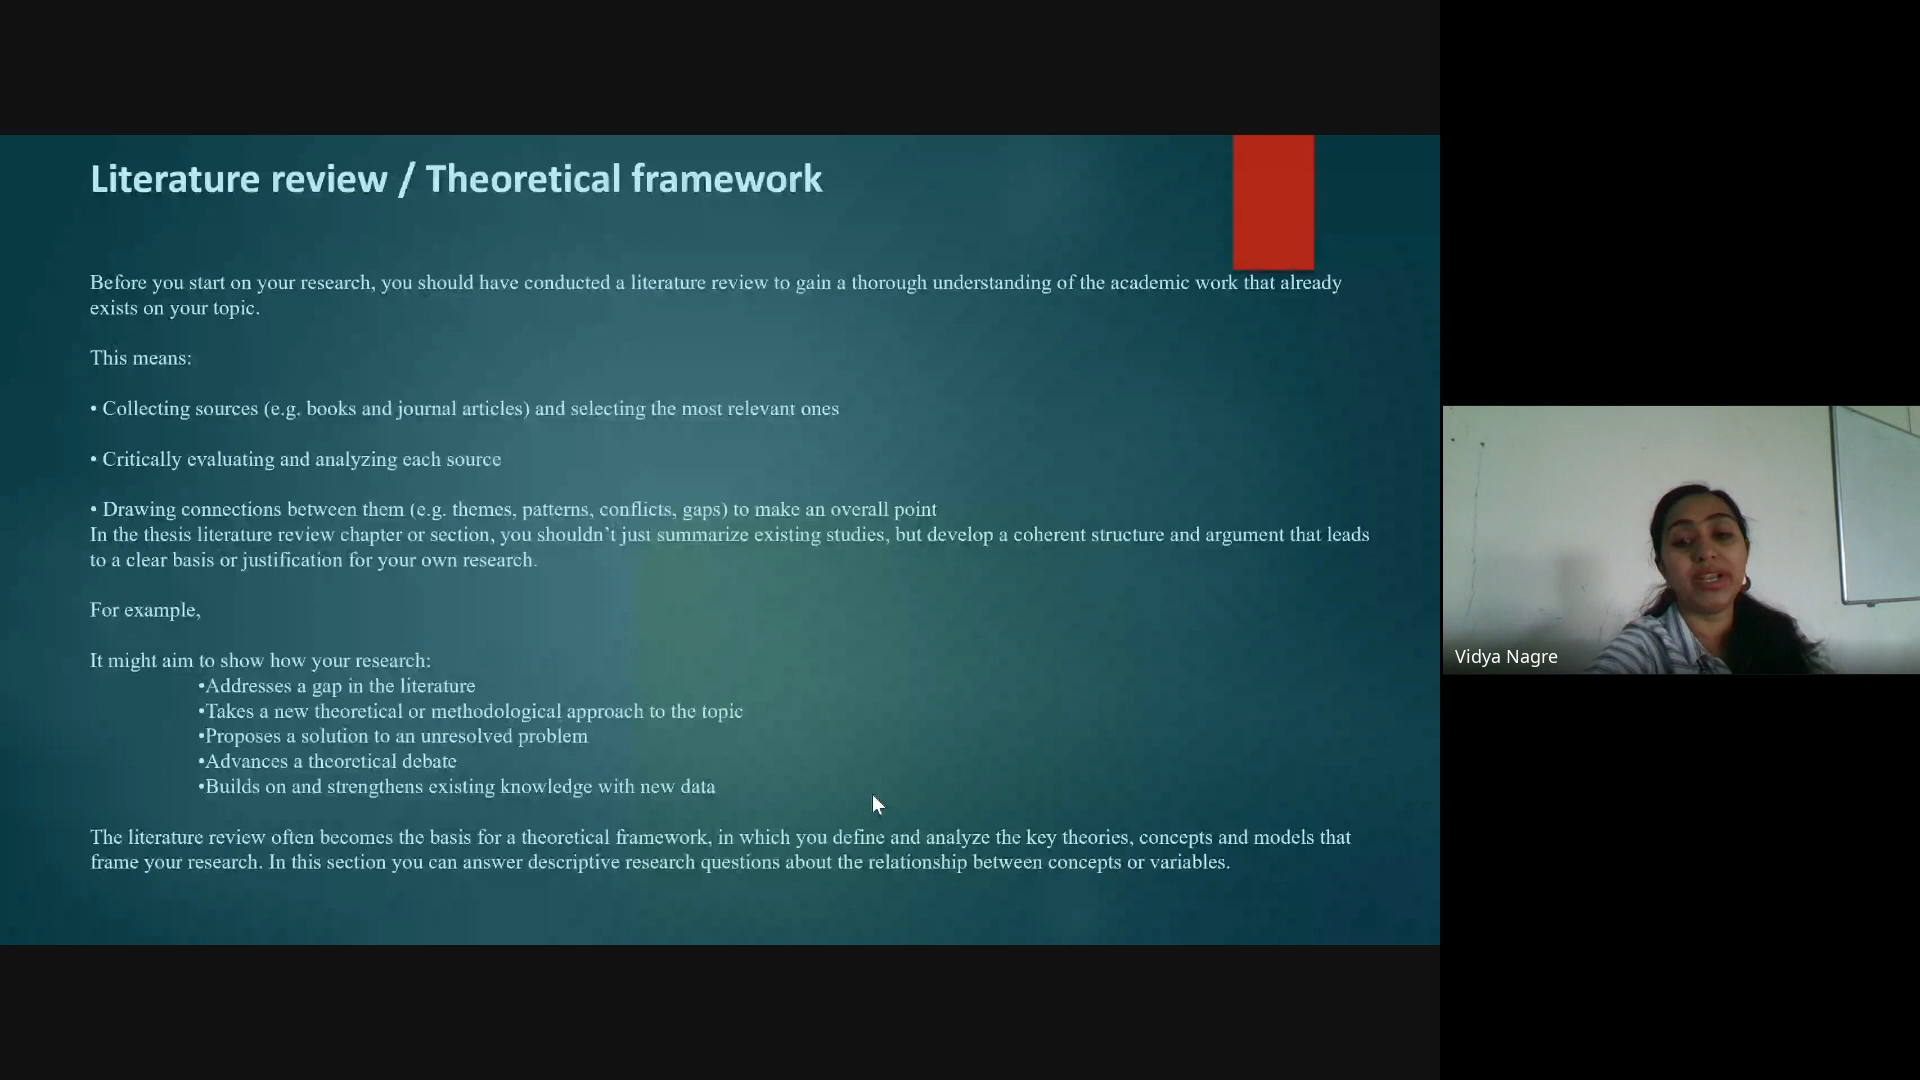 Literature review / Theoretical framework
Before you start on your research, you should have conducted a literature review to gain a thorough understanding of the academic work that already
exists on your topic.
This means:
• Collecting sources (e.g. books and journal articles) and selecting the most relevant ones
• Critically evaluating and analyzing each source
• Drawing connections between them (e.g. themes, patterns, conflicts, gaps) to make an overall point
In the thesis literature review chapter or section, you shouldn’t just summarize existing studies, but develop a coherent structure and argument that leads
to a clear basis or justification for your own research.
For example,
It might aim to show how your research:
•Addresses a gap in the literature
•Takes a new theoretical or methodological approach to the topic
•Proposes a solution to an unresolved problem
•Advances a theoretical debate
•Builds on and strengthens existing knowledge with new data
The literature review often becomes the basis for a theoretical framework, in which you define and analyze the key theories, concepts and models that
frame your research. In this section you can answer descriptive research questions about the relationship between concepts or variables.
Vidya Nagre